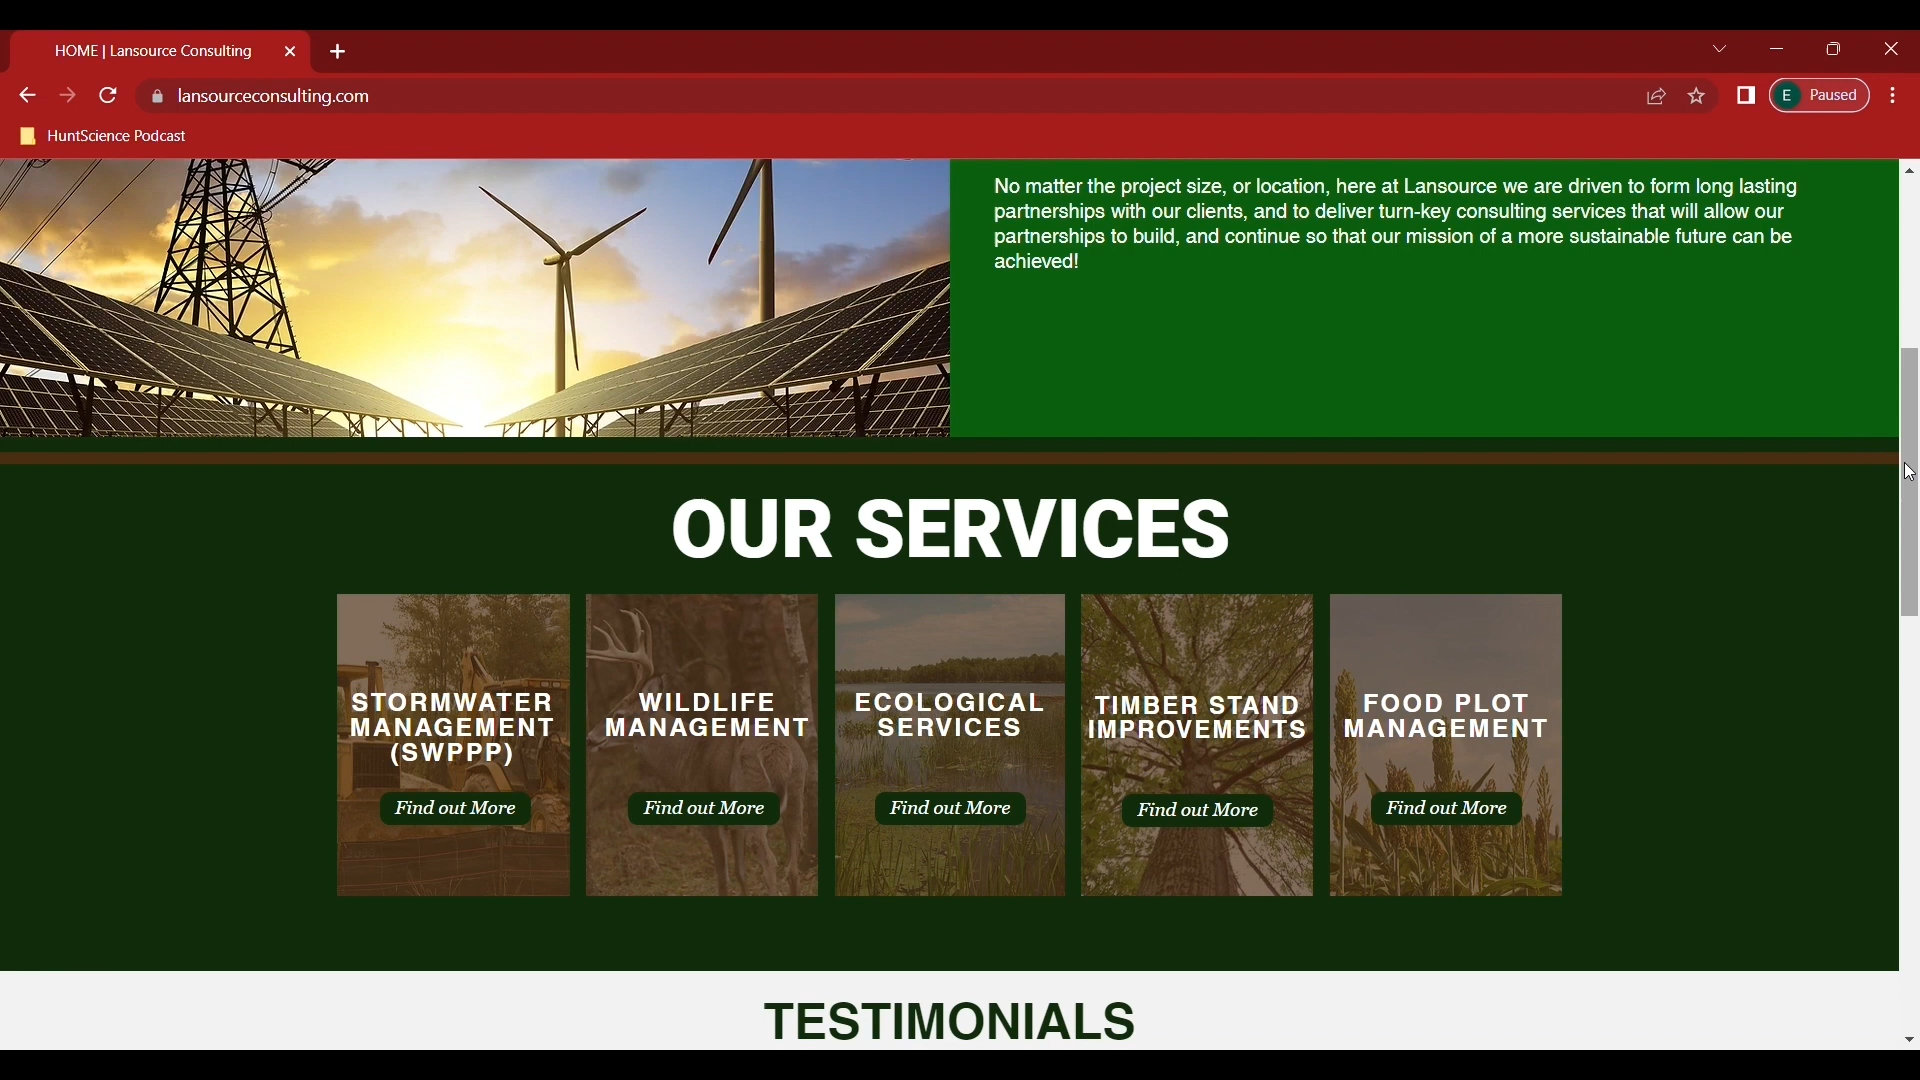 HOME | Lansource Consulting
lansourceconsulting.com
E Paused
HuntScience Podcast
No matter the project size, or location, here at Lansource we are driven to form long lasting
partnerships with our clients, and to deliver turn-key consulting services that will allow our
partnerships to build, and continue so that our mission of a more sustainable future can be
achieved!
OUR SERVICES
STORMWATER
MANAGEMENT
(SWPPP)
Find out More
WILDLIFE
MANAGEMENT
Find out More
ECOLOGICAL
SERVICES
Find out More
TIMBER STAND
IMPROVEMENTS
Find out More
FOOD PLOT
MANAGEMENT
Find out More
TESTIMONIALS